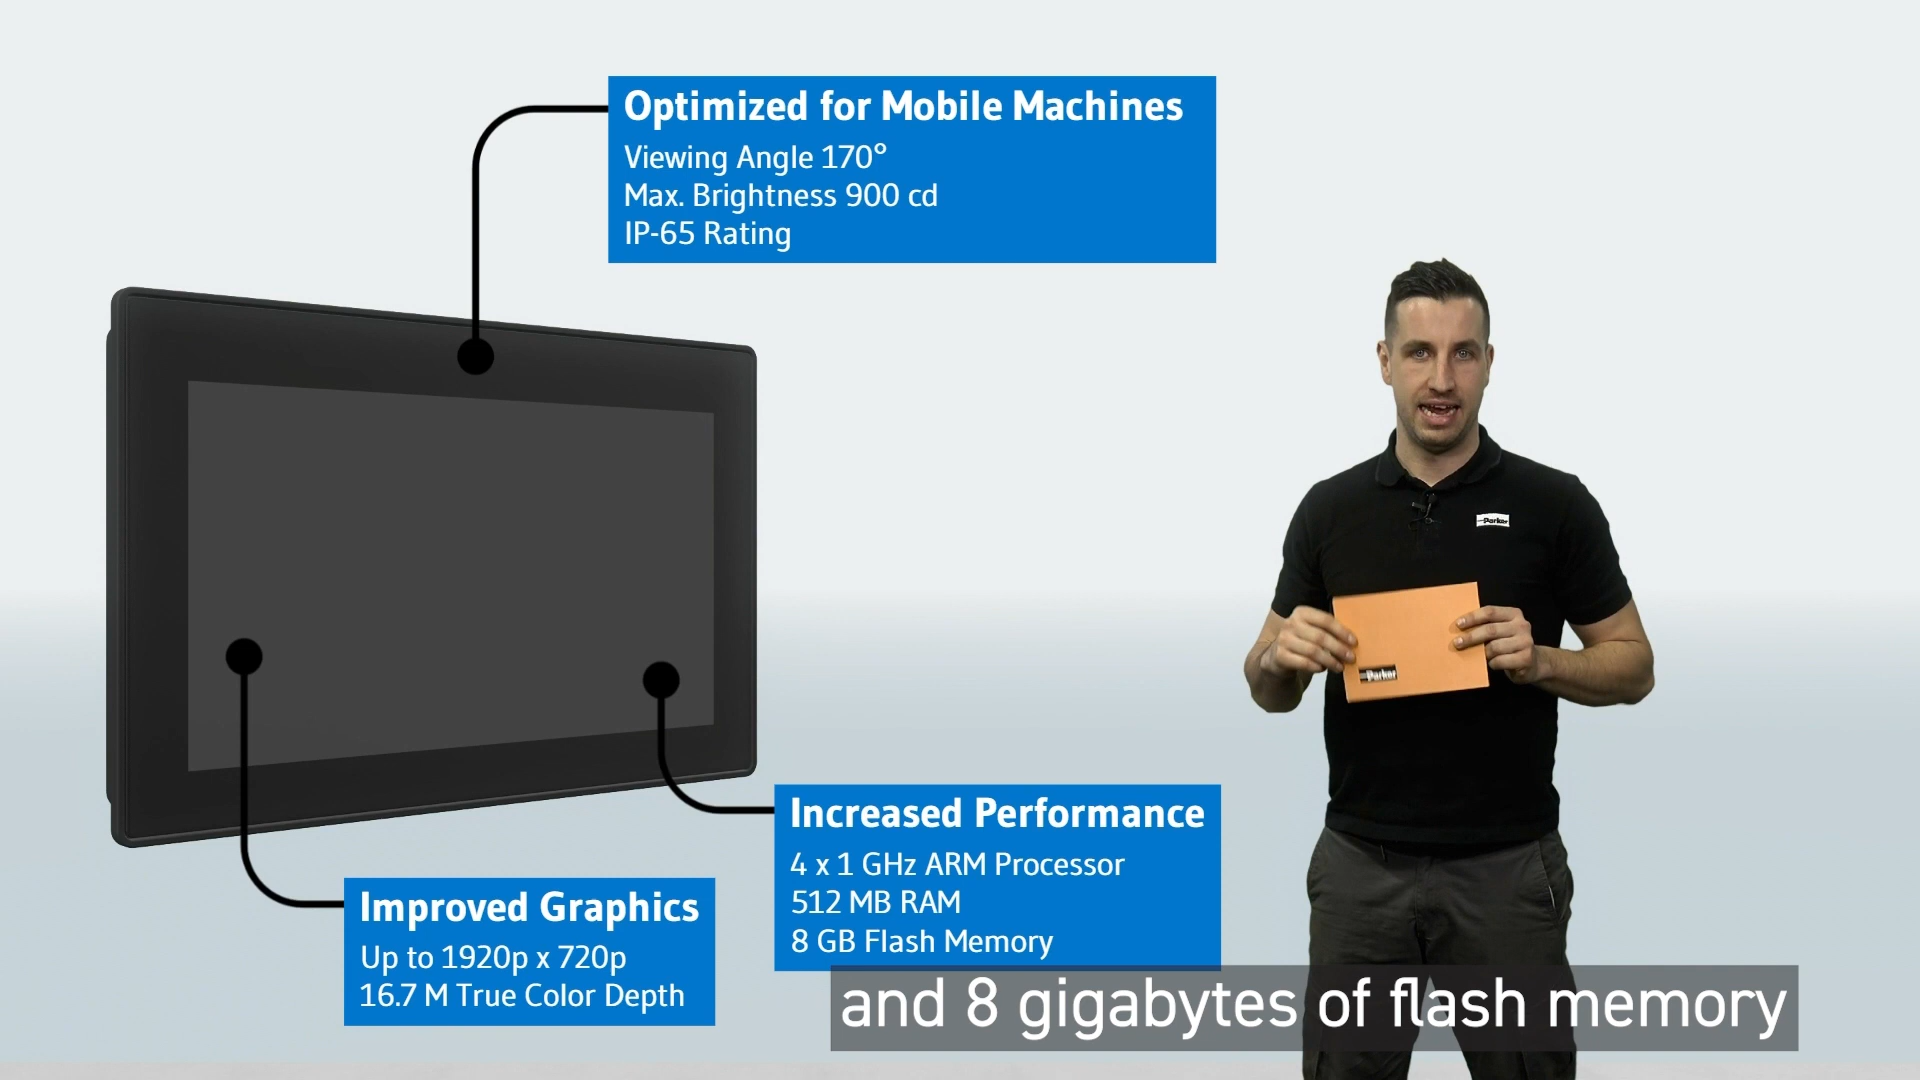 Optimized for Mobile Machines
Viewing Angle 170°
Max. Brightness 900 cd
IP-65 Rating
Parker
Parker
Increased Performance
4 x 1 GHz ARM Processor
512 MB RAM
8 GB Flash Memory
Improved Graphics
Up to 1920p x 720p
16.7 M True Color Depth
and 8 gigabytes of flash memory